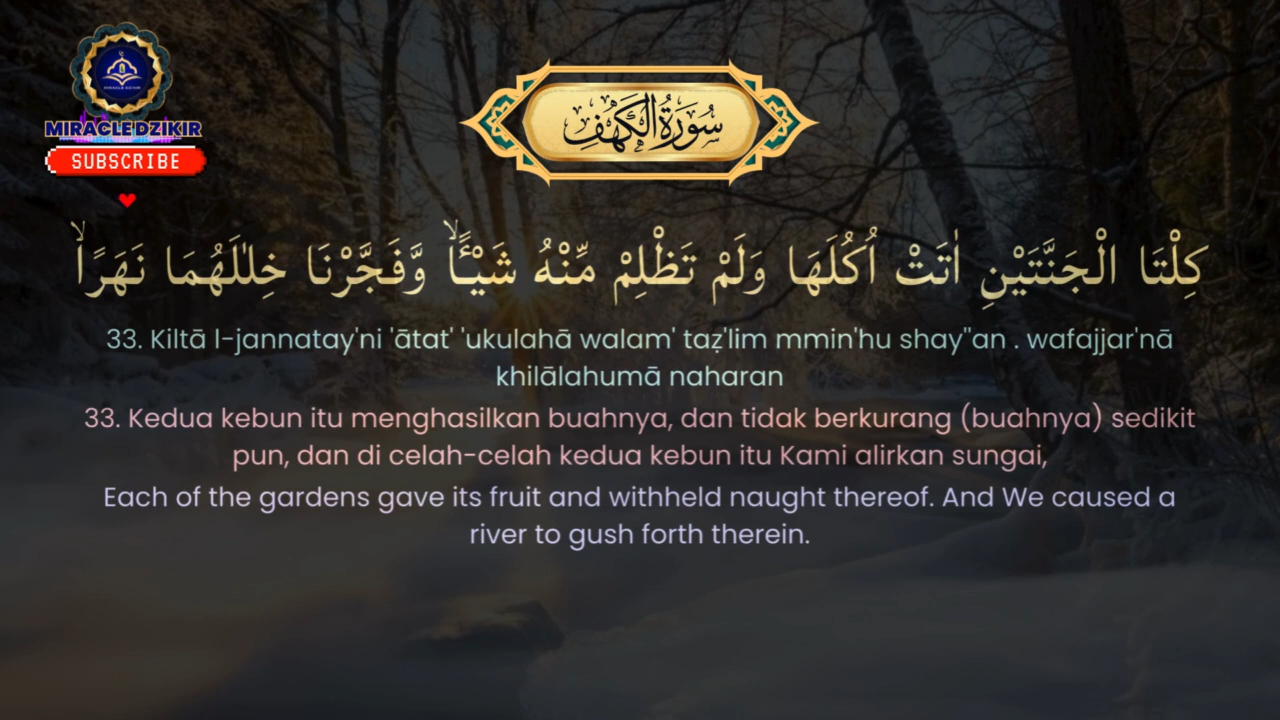 MIRACLE DZIKIR
SUBSCRIBE
سُوْرَةُ الْكَهْفِ
كِلْتَا الْجَنَّتَيْنِ اٰتَتْ اُكُلَهَا وَلَمْ تَظْلِمْ مِّنْهُ شَيْـًٔاۙ وَّفَجَّرْنَا خِلٰلَهُمَا نَهَرًاۙ
33. Kiltā l-jannatay'ni 'ātat' 'ukulahā walam' taẓ'lim mmin'hu shay"an . wafajjar'nā
khilālahumā naharan
33. Kedua kebun itu menghasilkan buahnya, dan tidak berkurang (buahnya) sedikit
pun, dan di celah-celah kedua kebun itu Kami alirkan sungai,
Each of the gardens gave its fruit and withheld naught thereof. And We caused a
river to gush forth therein.